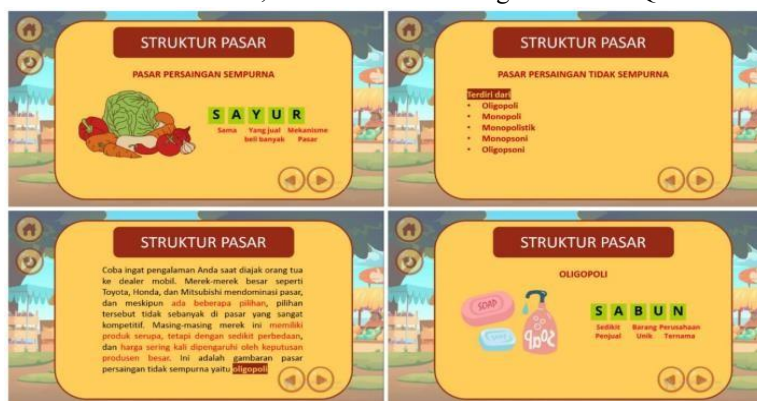 STRUKTUR PASAR
PASAR PERSAINGAN SEMPURNA
S A Y U R
Sama Yang jual Mekanisme
beli banyak Pasar
STRUKTUR PASAR
PASAR PERSAINGAN TIDAK SEMPURNA
Terdiri dari
• Oligopoli
• Monopoli
• Monopolistik
• Monopsoni
• Oligopsoni
STRUKTUR PASAR
Coba ingat pengalaman Anda saat diajak orang tua
ke dealer mobil. Merek-merek besar seperti
Toyota, Honda, dan Mitsubishi mendominasi pasar,
dan meskipun ada beberapa pilihan, pilihan
tersebut tidak sebanyak di pasar yang sangat
kompetitif. Masing-masing merek ini memiliki
produk serupa, tetapi dengan sedikit perbedaan,
dan harga sering kali dipengaruhi oleh keputusan
produsen besar. Ini adalah gambaran pasar
persaingan tidak sempurna yaitu oligopoli
STRUKTUR PASAR
OLIGOPOLI
SOAP
SOAP
Soap
S A B U N
Sedikit Barang Perusahaan
Penjual Unik Ternama